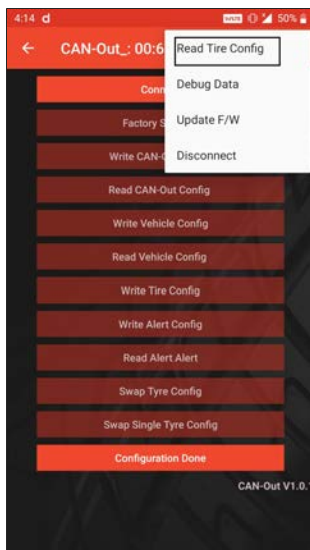 4:14 d
50%
← CAN-Out_: 00:6
Read Tire Config
Debug Data
Update F/W
Disconnect
Conn
Factory S
Write CAN-
Read CAN-Out Config
Write Vehicle Config
Read Vehicle Config
Write Tire Config
Write Alert Config
Read Alert Alert
Swap Tyre Config
Swap Single Tyre Config
Configuration Done
CAN-Out V1.0.1